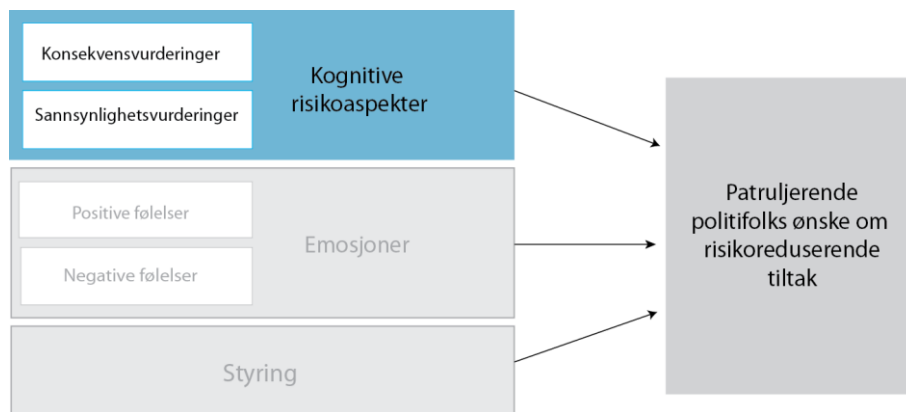 Konsekvensvurderinger
Sannsynlighetsvurderinger
Kognitive
risikoaspekter
Positive følelser
Negative følelser
Emosjoner
Styring
Patruljerende
politifolks ønske om
risikoreduserende
tiltak